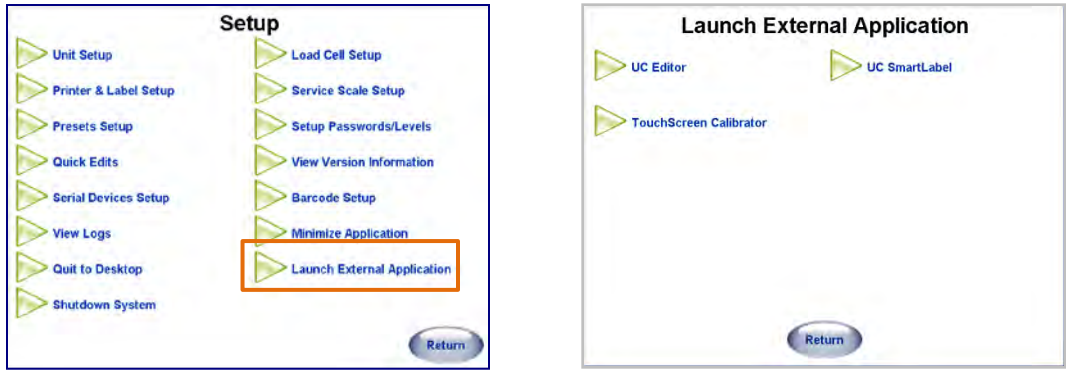 Setup
Unit Setup
Printer & Label Setup
Presets Setup
Quick Edits
Serial Devices Setup
View Logs
Quit to Desktop
Shutdown System
Load Cell Setup
Service Scale Setup
Setup Passwords/Levels
View Version Information
Barcode Setup
Minimize Application
Launch External Application
Return
Launch External Application
UC Editor
UC SmartLabel
TouchScreen Calibrator
Return